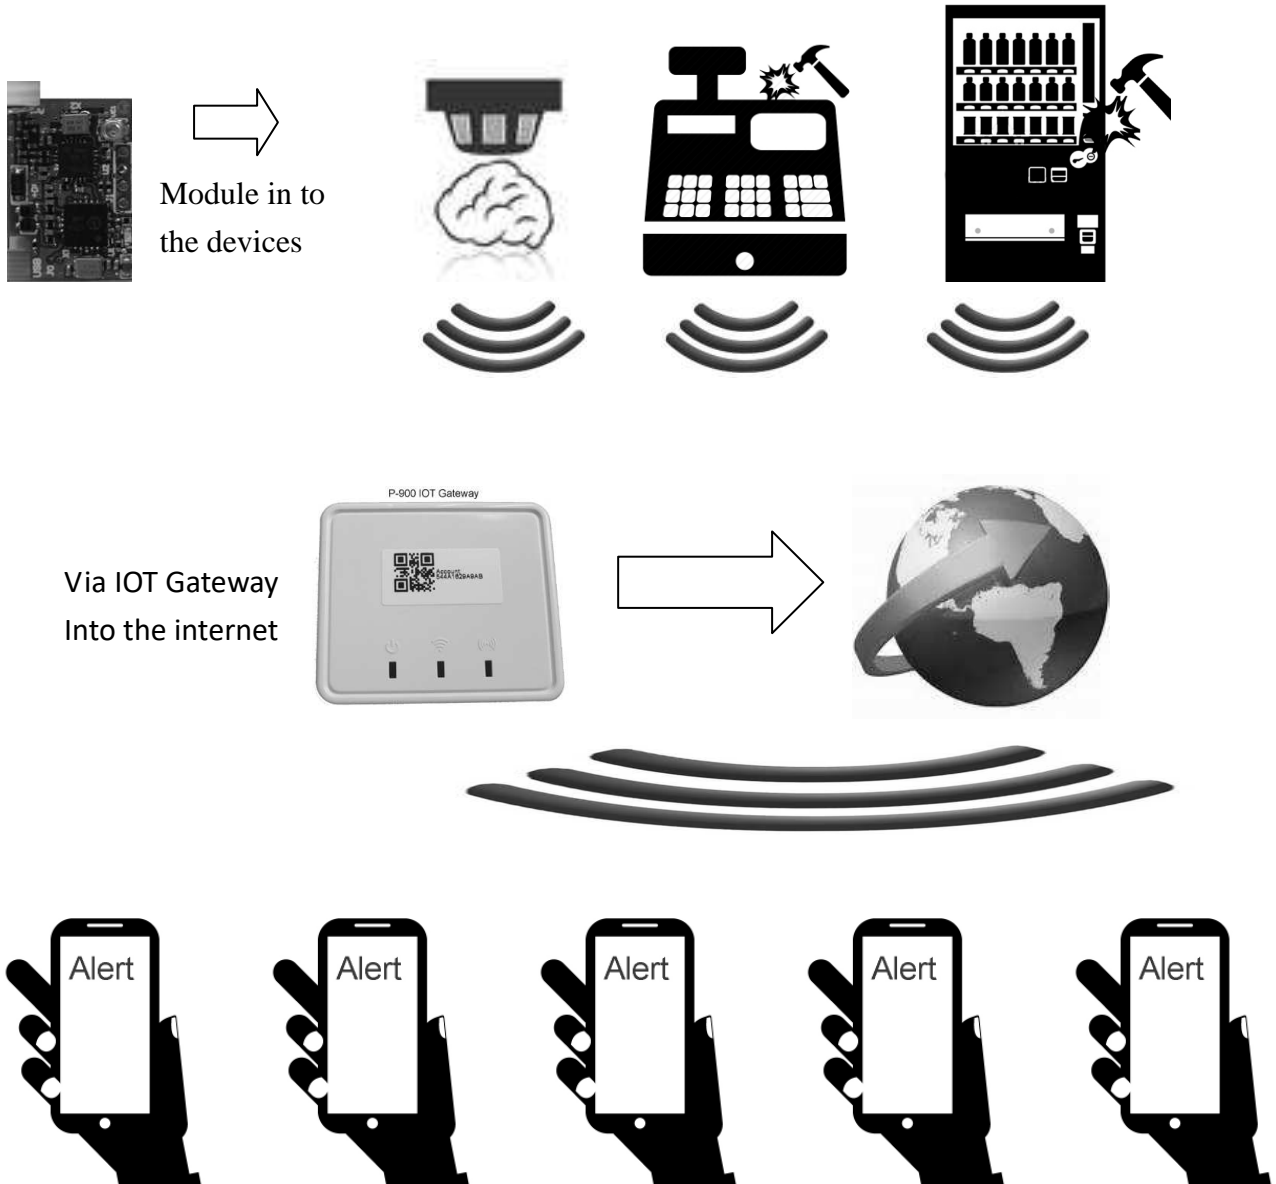 Module in to
the devices
P-900 IOT Gateway
Account
Via IOT Gateway
Into the internet
Alert
Alert
Alert
Alert
Alert